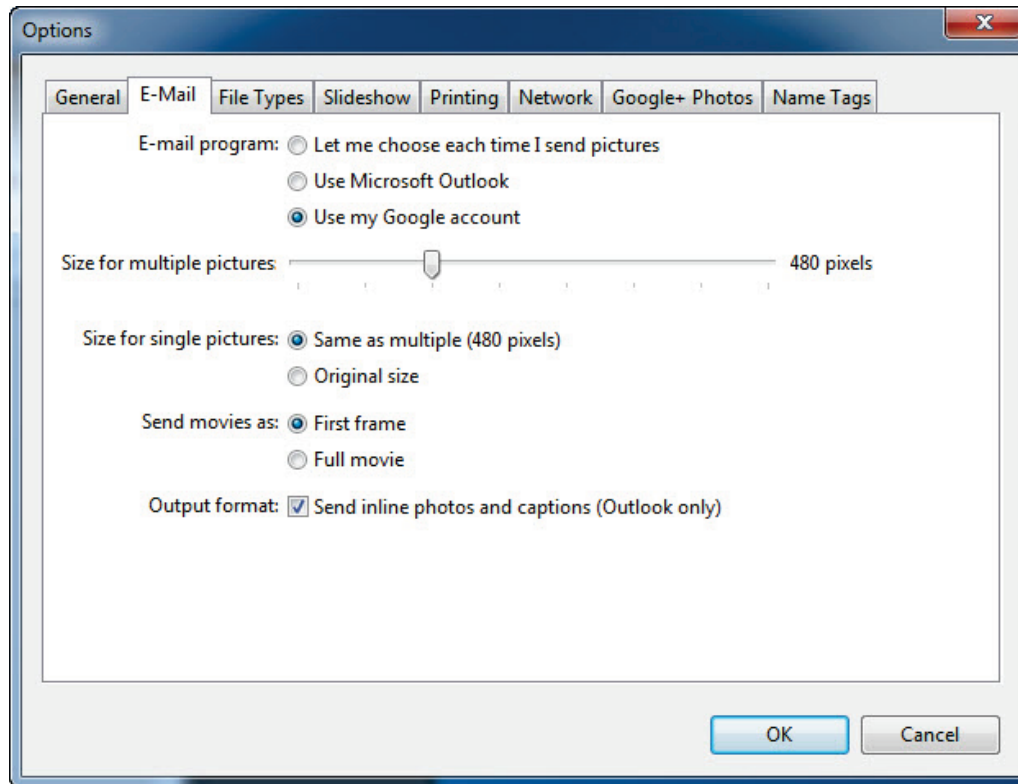 Options
General E-Mail File Types Slideshow Printing Network Google+ Photos Name Tags
E-mail program: Let me choose each time I send pictures
Use Microsoft Outlook
Use my Google account
Size for multiple pictures: 480 pixels
Size for single pictures: Same as multiple (480 pixels)
Original size
Send movies as: First frame
Full movie
Output format: Send inline photos and captions (Outlook only)
OK Cancel